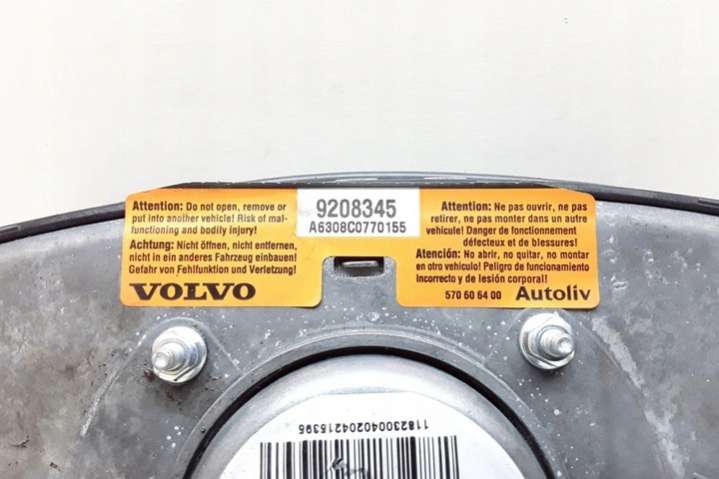 Attention: Do not open, remove or
put into another vehicle! Risk of mal-
functioning and bodily injury!
Achtung: Nicht öffnen, nicht entfernen,
nicht in ein anderes Fahrzeug einbauen!
Gefahr von Fehlfunktion und Verletzung!
VOLVO
9208345
A6308C0770155
Attention: Ne pas ouvrir, ne pas
retirer, ne pas monter dans un autre
vehicule! Danger de fonctionnement
défecteux et de blessures!
Atención: No abrir, no quitar, no montar
en otro vehiculo! Peligro de funcionamiento
Incorrecto y de lesión corporal!
570 60 64 00 Autoliv
118230040204215395